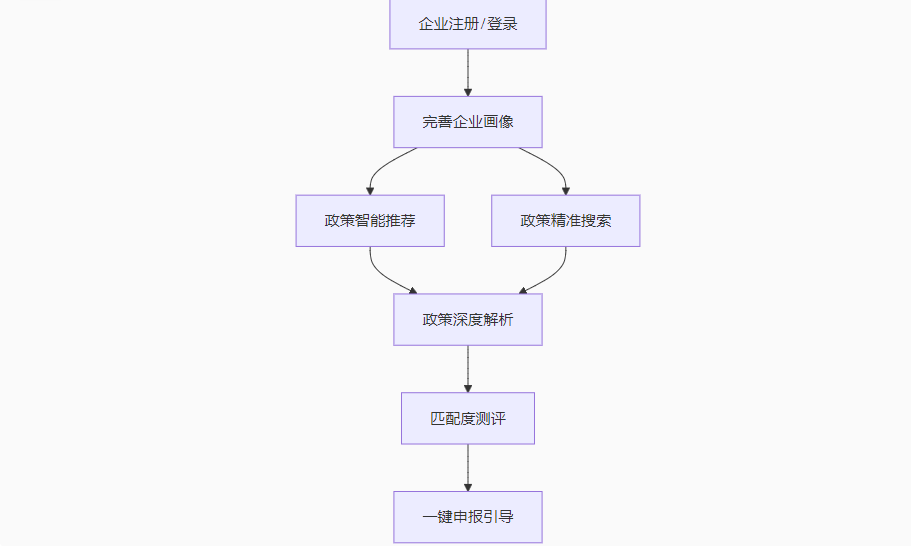 企业注册/登录
完善企业画像
政策智能推荐
政策精准搜索
政策深度解析
匹配度测评
一键申报引导